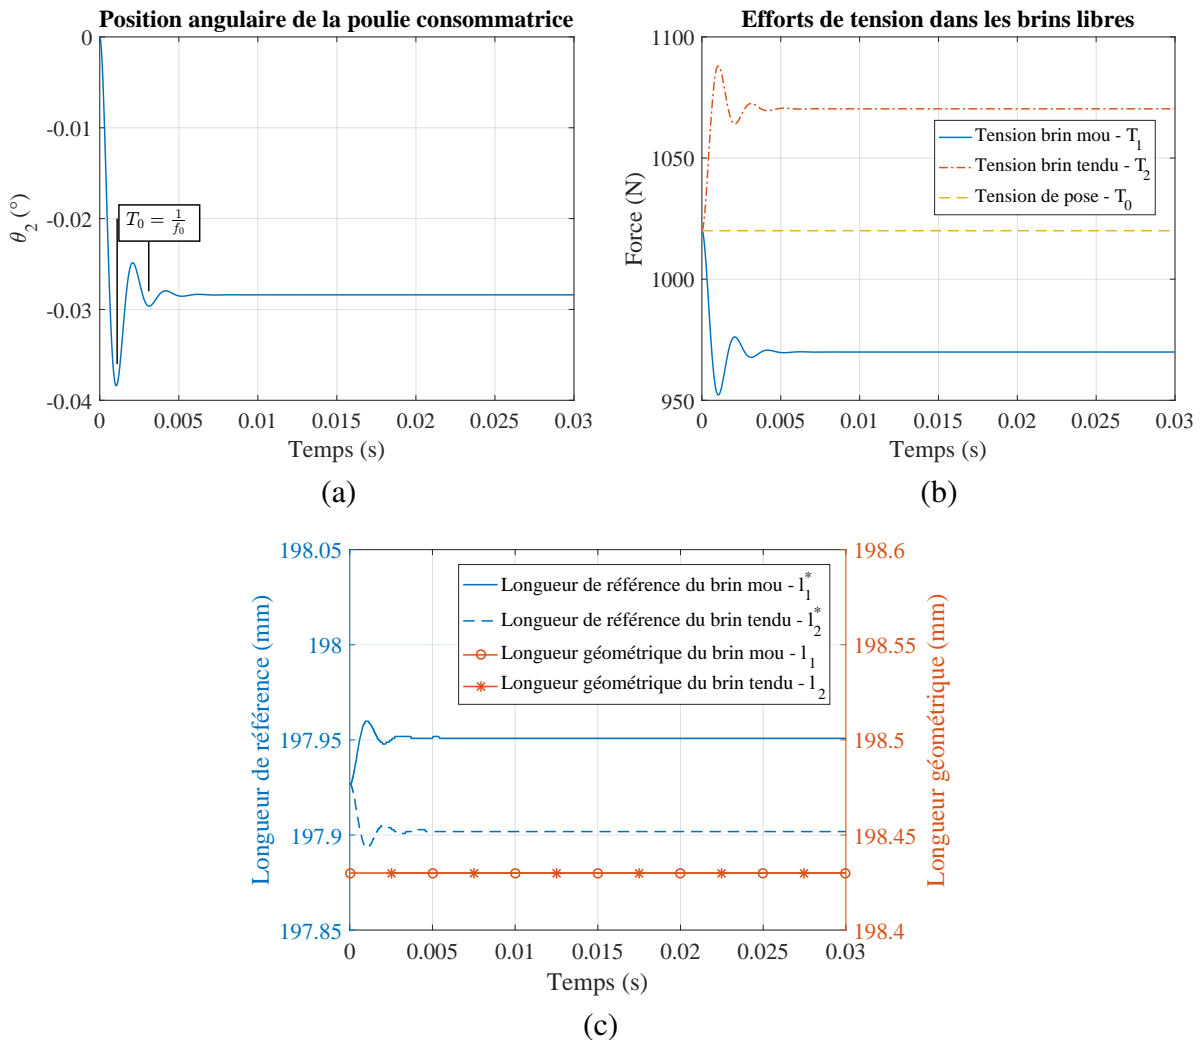 Position angulaire de la poulie consommatrice
0
-0.01
-0.02
-0.03
-0.04
θ2 (°)
T0 = 1/f0
0 0.005 0.01 0.015 0.02 0.025 0.03
Temps (s)
(a)
Efforts de tension dans les brins libres
1100
1050
1000
950
Force (N)
Tension brin mou - T1
Tension brin tendu - T2
Tension de pose - T0
0 0.005 0.01 0.015 0.02 0.025 0.03
Temps (s)
(b)
198.05
198
197.95
197.9
197.85
Longueur de référence (mm)
Longueur de référence du brin mou - l1*
Longueur de référence du brin tendu - l2*
Longueur géométrique du brin mou - l1
Longueur géométrique du brin tendu - l2
198.6
198.55
198.5
198.45
198.4
Longueur géométrique (mm)
0 0.005 0.01 0.015 0.02 0.025 0.03
Temps (s)
(c)